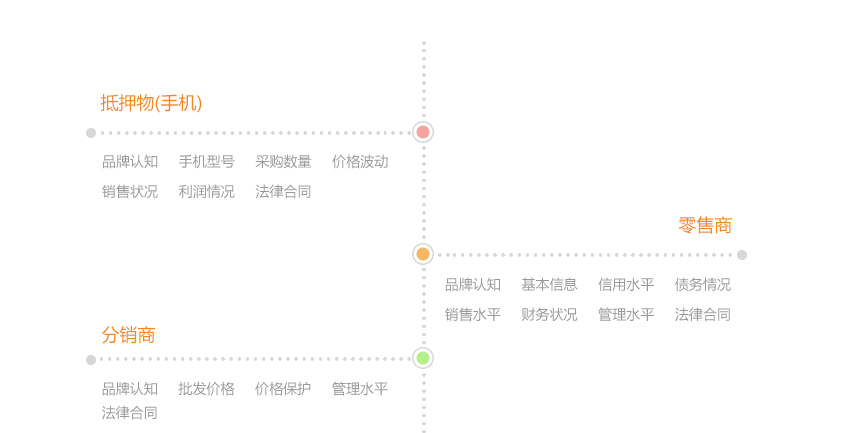 抵押物(手机)
品牌认知 手机型号 采购数量 价格波动
销售状况 利润情况 法律合同
零售商
品牌认知 基本信息 信用水平 债务情况
销售水平 财务状况 管理水平 法律合同
分销商
品牌认知 批发价格 价格保护 管理水平
法律合同